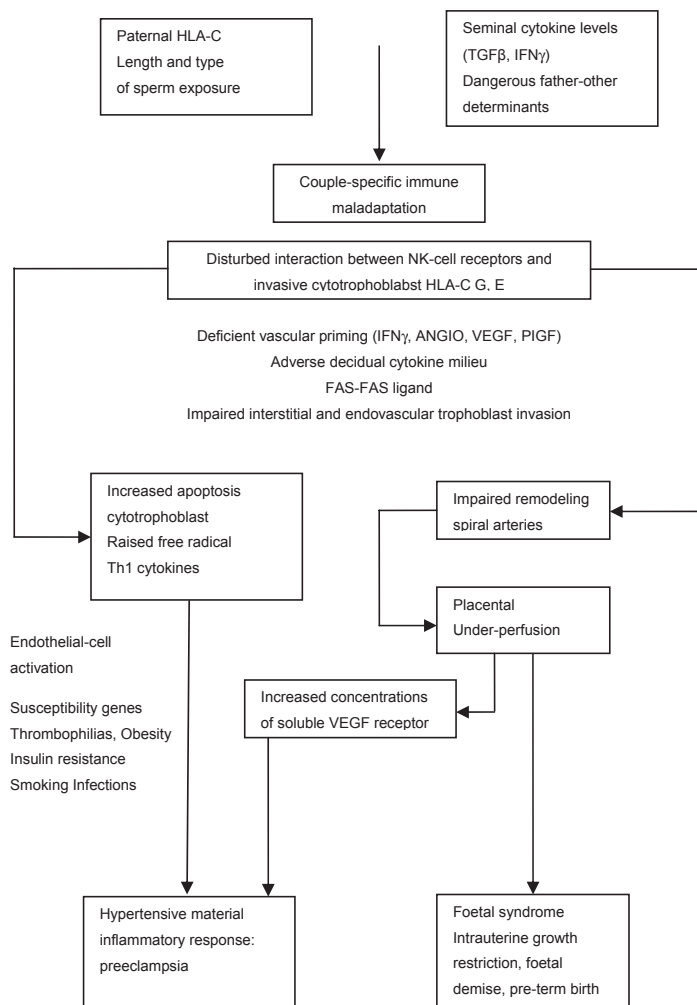 Paternal HLA-C
Length and type
of sperm exposure
Seminal cytokine levels
(TGFβ, IFNγ)
Dangerous father-other
determinants
Couple-specific immune
maladaptation
Disturbed interaction between NK-cell receptors and
invasive cytotrophoblabst HLA-C G, E
Deficient vascular priming (IFNγ, ANGIO, VEGF, PIGF)
Adverse decidual cytokine milieu
FAS-FAS ligand
Impaired interstitial and endovascular trophoblast invasion
Increased apoptosis
cytotrophoblast
Raised free radical
Th1 cytokines
Impaired remodeling
spiral arteries
Placental
Under-perfusion
Endothelial-cell
activation
Susceptibility genes
Thrombophilias, Obesity
Insulin resistance
Smoking Infections
Increased concentrations
of soluble VEGF receptor
Hypertensive material
inflammatory response:
preeclampsia
Foetal syndrome
Intrauterine growth
restriction, foetal
demise, pre-term birth